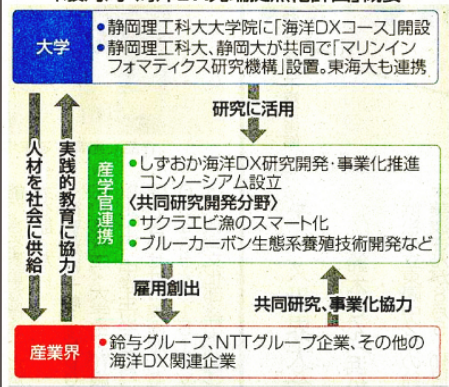 大学
・静岡理工科大大学院に「海洋DXコース」開設
・静岡理工科大、静岡大が共同で「マリンイン
フォマティクス研究機構」設置。東海大も連携
研究に活用
人材を社会に供給
実践的教育に協力
産学官連携
・しずおか海洋DX研究開発・事業化推進
コンソーシアム設立
〈共同研究開発分野〉
・サクラエビ漁のスマート化
・ブルーカーボン生態系養殖技術開発など
雇用創出
共同研究、事業化協力
産業界
・鈴与グループ、NTTグループ企業、その他の
海洋DX関連企業